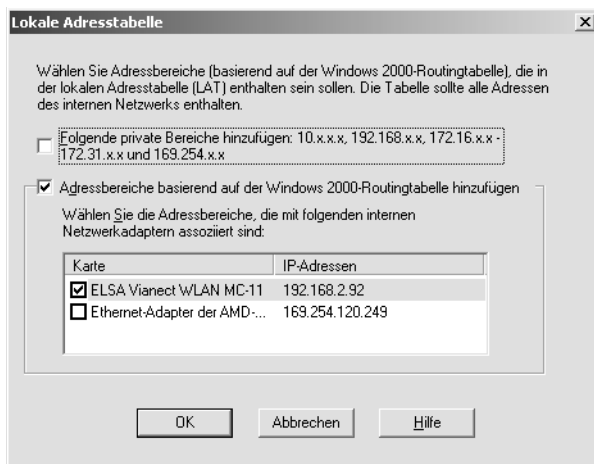 Lokale Adresstabelle
Wählen Sie Adressbereiche (basierend auf der Windows 2000-Routingtabelle), die in
der lokalen Adresstabelle (LAT) enthalten sein sollen. Die Tabelle sollte alle Adressen
des internen Netzwerks enthalten.
Folgende private Bereiche hinzufügen: 10.x.x.x, 192.168.x.x, 172.16.x.x -
172.31.x.x und 169.254.x.x
Adressbereiche basierend auf der Windows 2000-Routingtabelle hinzufügen
Wählen Sie die Adressbereiche, die mit folgenden internen
Netzwerkadaptern assoziiert sind:
Karte IP-Adressen
ELSA Vianect WLAN MC-11 192.168.2.92
Ethernet-Adapter der AMD-... 169.254.120.249
OK Abbrechen Hilfe